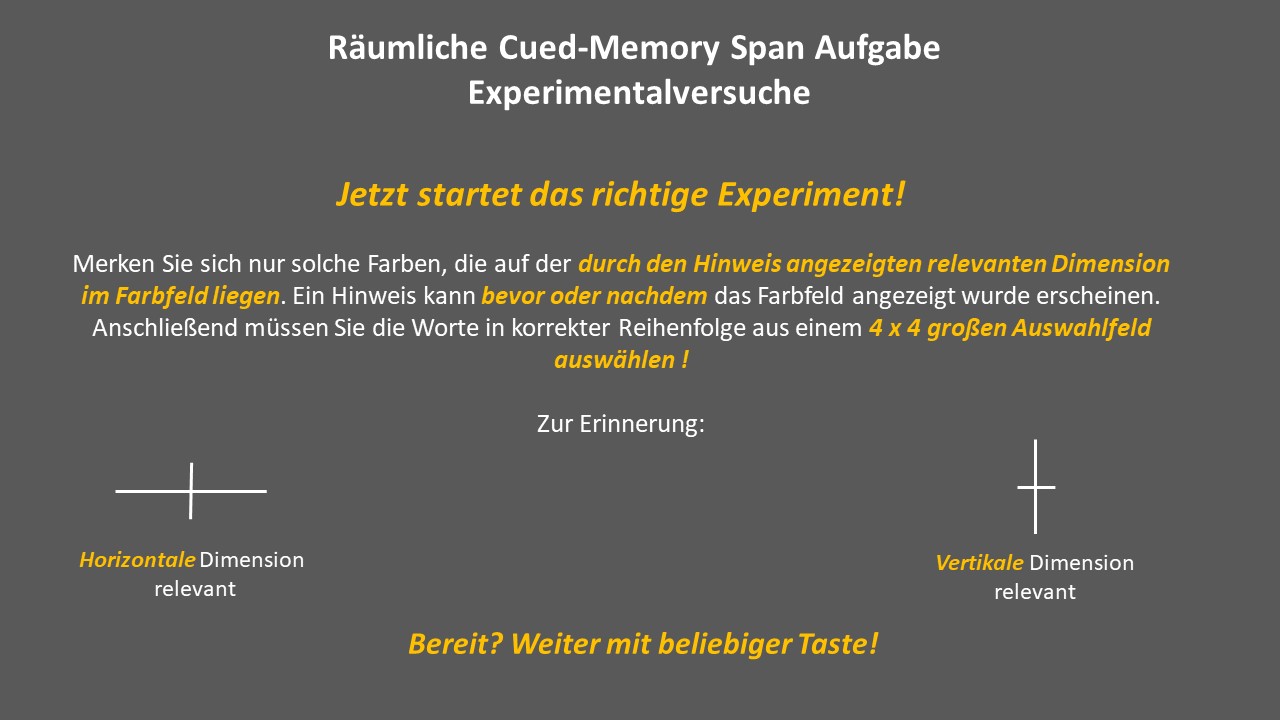 Räumliche Cued-Memory Span Aufgabe
Experimentalversuche
Jetzt startet das richtige Experiment!
Merken Sie sich nur solche Farben, die auf der durch den Hinweis angezeigten relevanten Dimension
im Farbfeld liegen. Ein Hinweis kann bevor oder nachdem das Farbfeld angezeigt wurde erscheinen.
Anschließend müssen Sie die Worte in korrekter Reihenfolge aus einem 4 x 4 großen Auswahlfeld
auswählen !
Zur Erinnerung:
Horizontale Dimension
relevant
Vertikale Dimension
relevant
Bereit? Weiter mit beliebiger Taste!